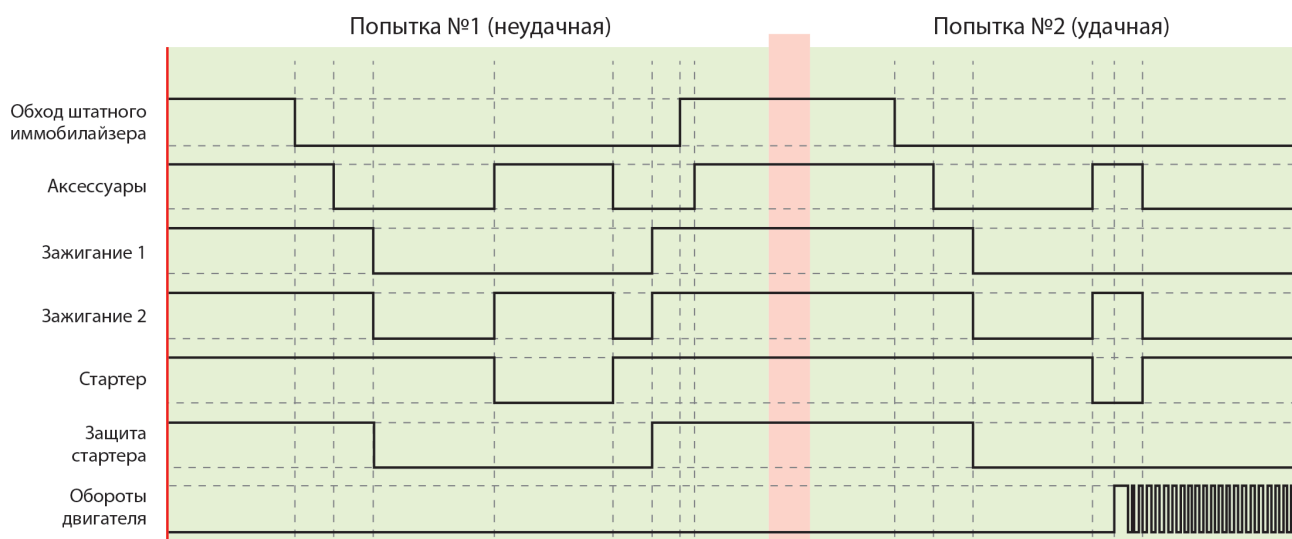 Попытка №1 (неудачная)
Попытка №2 (удачная)
Обход штатного
иммобилайзера
Аксессуары
Зажигание 1
Зажигание 2
Стартер
Защита
стартера
Обороты
двигателя